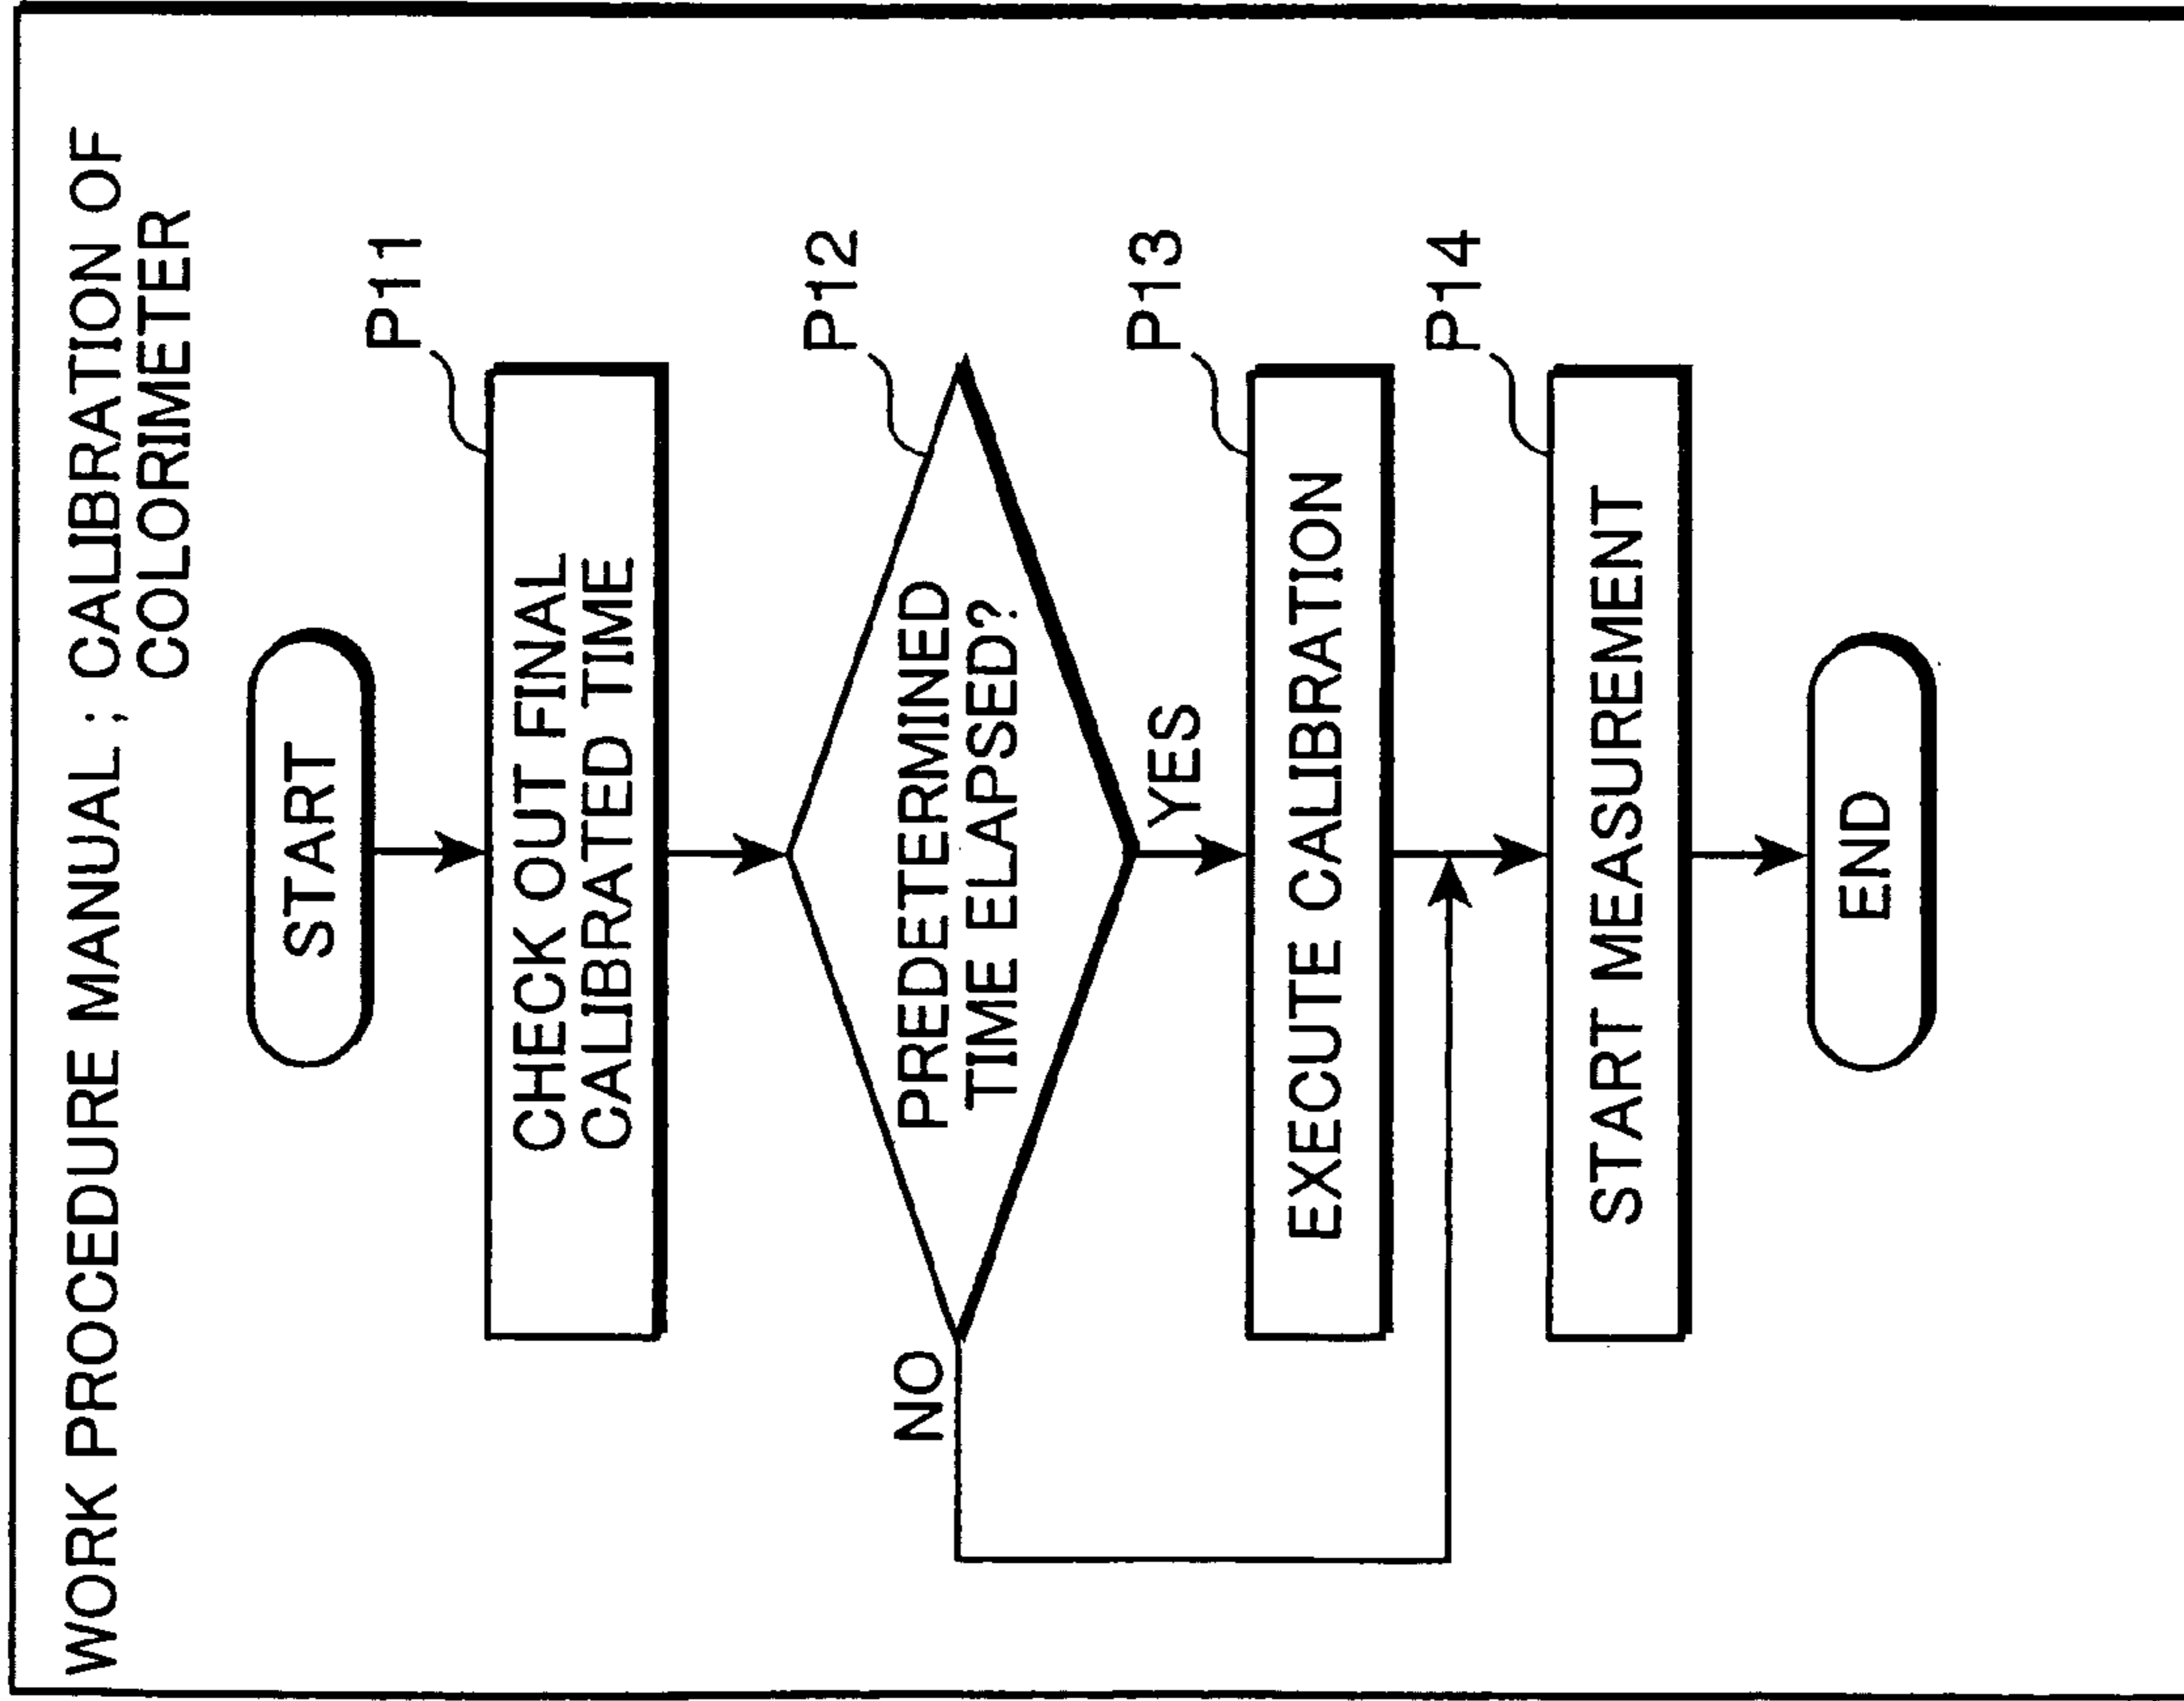 WORK PROCEDURE MANUAL ; CALIBRATION OF
COLORIMETER
START
P11
CHECK OUT FINAL
CALIBRATED TIME
P12
PREDETERMINED
TIME ELAPSED?
NO
YES
P13
EXECUTE CALIBRATION
P14
START MEASUREMENT
END